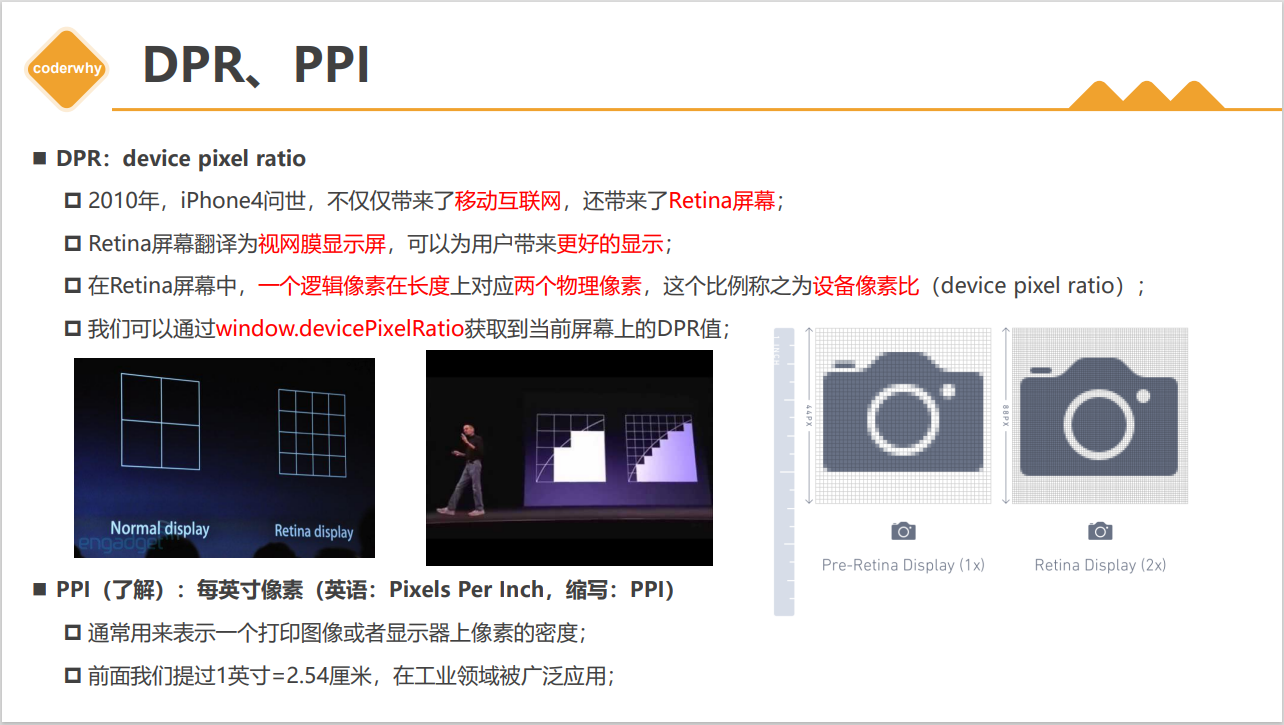 coderwhy
DPR、PPI
DPR：device pixel ratio
2010年，iPhone4问世，不仅仅带来了移动互联网，还带来了Retina屏幕；
Retina屏幕翻译为视网膜显示屏，可以为用户带来更好的显示；
在Retina屏幕中，一个逻辑像素在长度上对应两个物理像素，这个比例称之为设备像素比（device pixel ratio）；
我们可以通过window.devicePixelRatio获取到当前屏幕上的DPR值；
Normal display
Retina display
engadget
1 INCH
44PX
88PX
Pre-Retina Display (1x)
Retina Display (2x)
PPI（了解）：每英寸像素（英语：Pixels Per Inch，缩写：PPI）
通常用来表示一个打印图像或者显示器上像素的密度；
前面我们提过1英寸=2.54厘米，在工业领域被广泛应用；